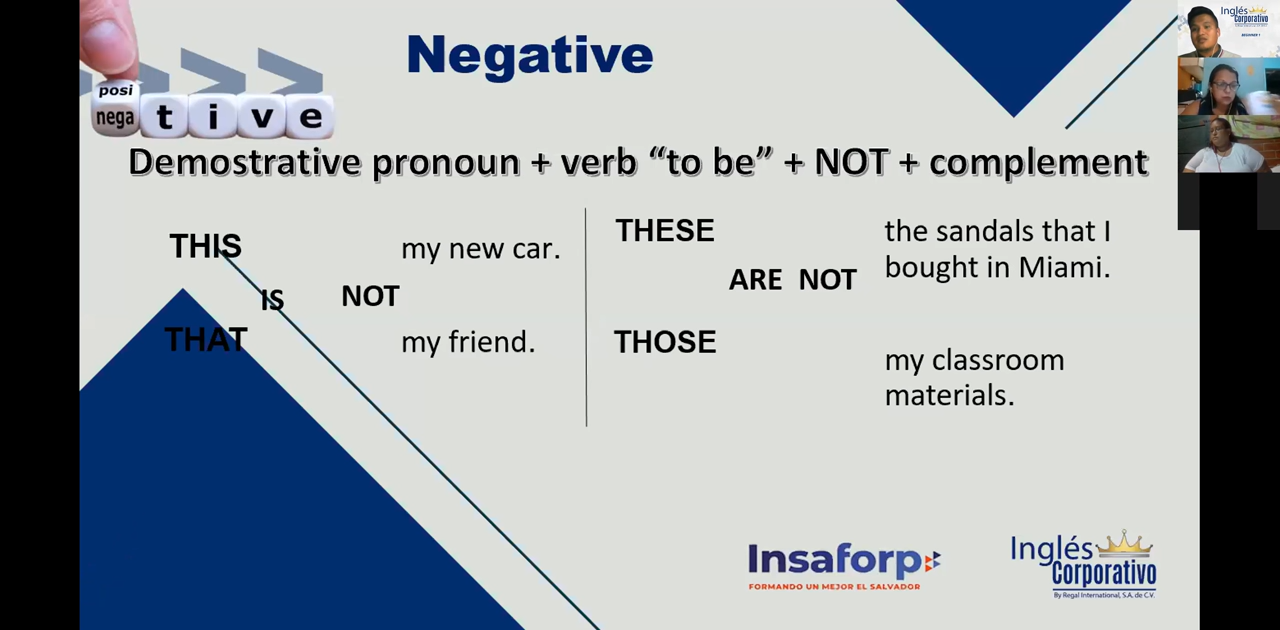 Negative
posi
nega t i v e
Demostrative pronoun + verb “to be” + NOT + complement
THIS
my new car.
IS NOT
THAT
my friend.
THESE
the sandals that I
bought in Miami.
ARE NOT
THOSE
my classroom
materials.
Insaforp
FORMANDO UN MEJOR EL SALVADOR
Inglés
Corporativo
By Regal International, S.A. de C.V.
Inglés
Corporativo